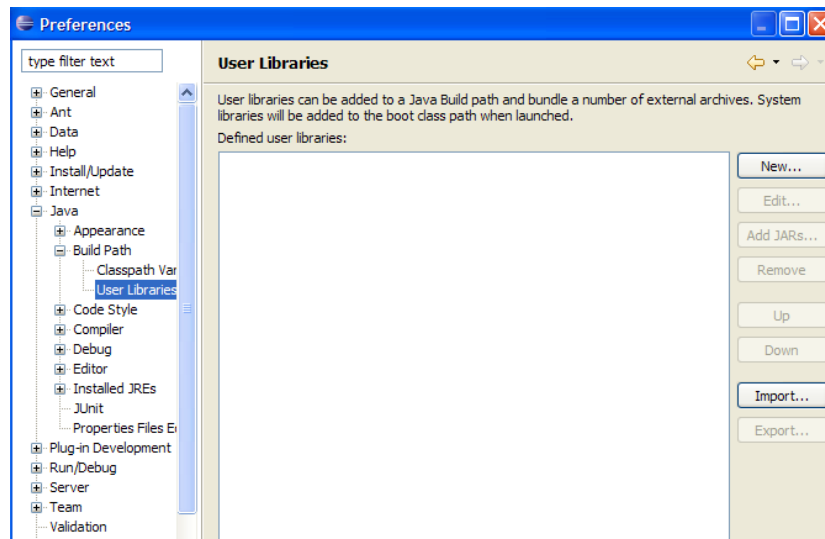 Preferences
type filter text
User Libraries
General
Ant
Data
Help
Install/Update
Internet
Java
Appearance
Build Path
Classpath Var
User Libraries
Code Style
Compiler
Debug
Editor
Installed JREs
JUnit
Properties Files E
Plug-in Development
Run/Debug
Server
Team
Validation
User libraries can be added to a Java Build path and bundle a number of external archives. System
libraries will be added to the boot class path when launched.
Defined user libraries:
New...
Edit...
Add JARs...
Remove
Up
Down
Import...
Export...